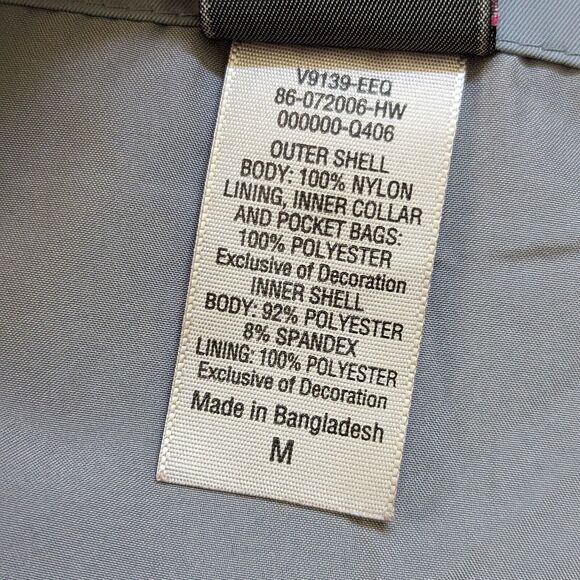 V9139-EEQ
86-072006-HW
000000-Q406
OUTER SHELL
BODY: 100% NYLON
LINING, INNER COLLAR
AND POCKET BAGS:
100% POLYESTER
Exclusive of Decoration
INNER SHELL
BODY: 92% POLYESTER
8% SPANDEX
LINING: 100% POLYESTER
Exclusive of Decoration
Made in Bangladesh
M